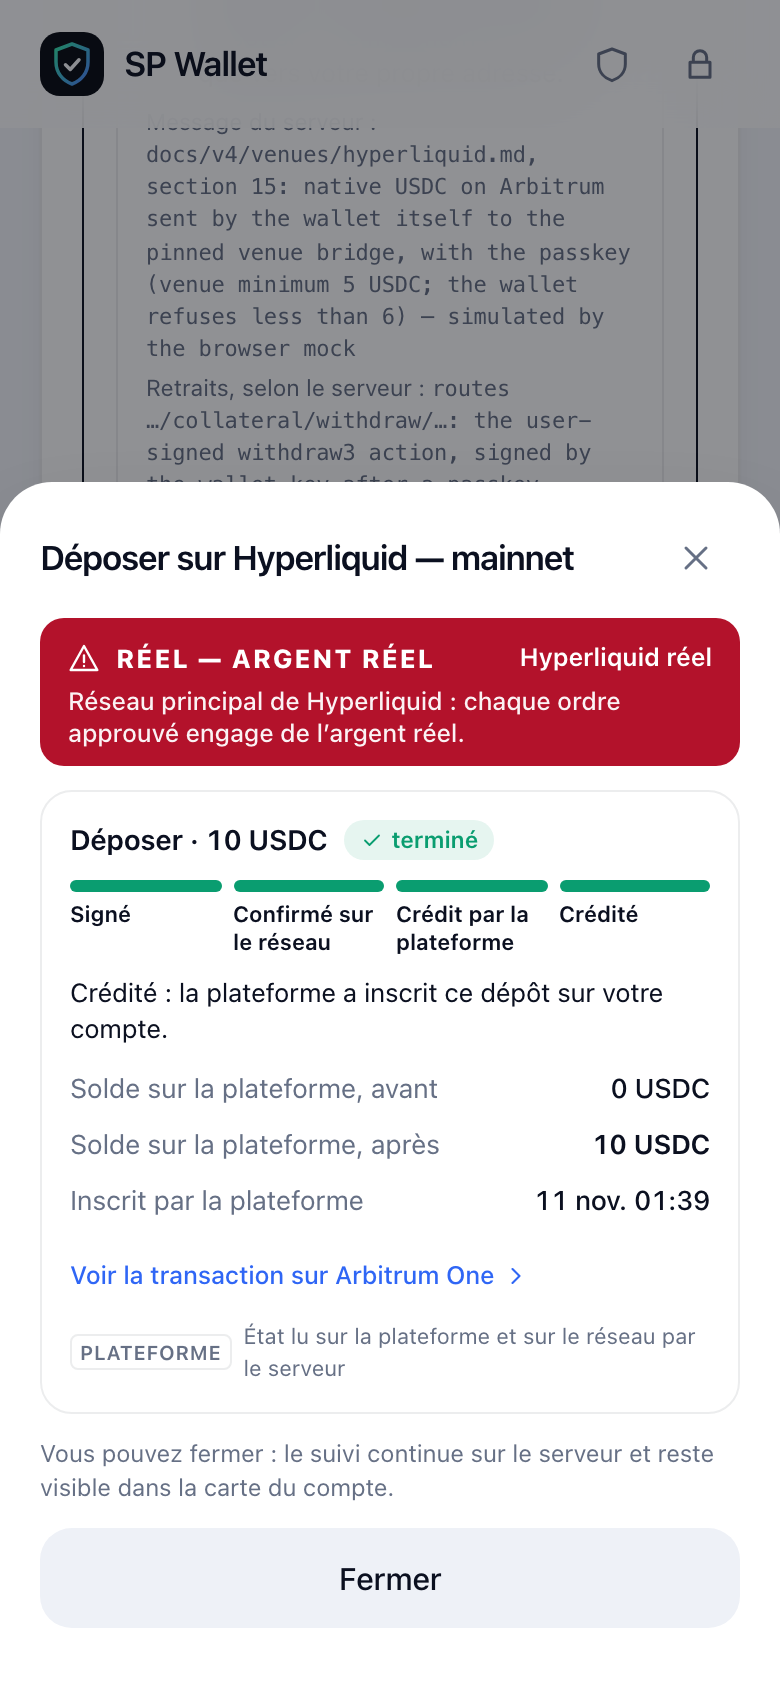 SP Wallet
Message du serveur :
docs/v4/venues/hyperliquid.md,
section 15: native USDC on Arbitrum
sent by the wallet itself to the
pinned venue bridge, with the passkey
(venue minimum 5 USDC; the wallet
refuses less than 6) — simulated by
the browser mock
Retraits, selon le serveur : routes
…/collateral/withdraw/…: the user-
signed withdraw3 action, signed by
the wallet key after a passkey
Déposer sur Hyperliquid — mainnet
RÉEL — ARGENT RÉEL
Hyperliquid réel
Réseau principal de Hyperliquid : chaque ordre
approuvé engage de l’argent réel.
Déposer · 10 USDC
terminé
Signé
Confirmé sur
le réseau
Crédit par la
plateforme
Crédité
Crédité : la plateforme a inscrit ce dépôt sur votre
compte.
Solde sur la plateforme, avant
0 USDC
Solde sur la plateforme, après
10 USDC
Inscrit par la plateforme
11 nov. 01:39
Voir la transaction sur Arbitrum One
PLATEFORME
État lu sur la plateforme et sur le réseau par
le serveur
Vous pouvez fermer : le suivi continue sur le serveur et reste
visible dans la carte du compte.
Fermer